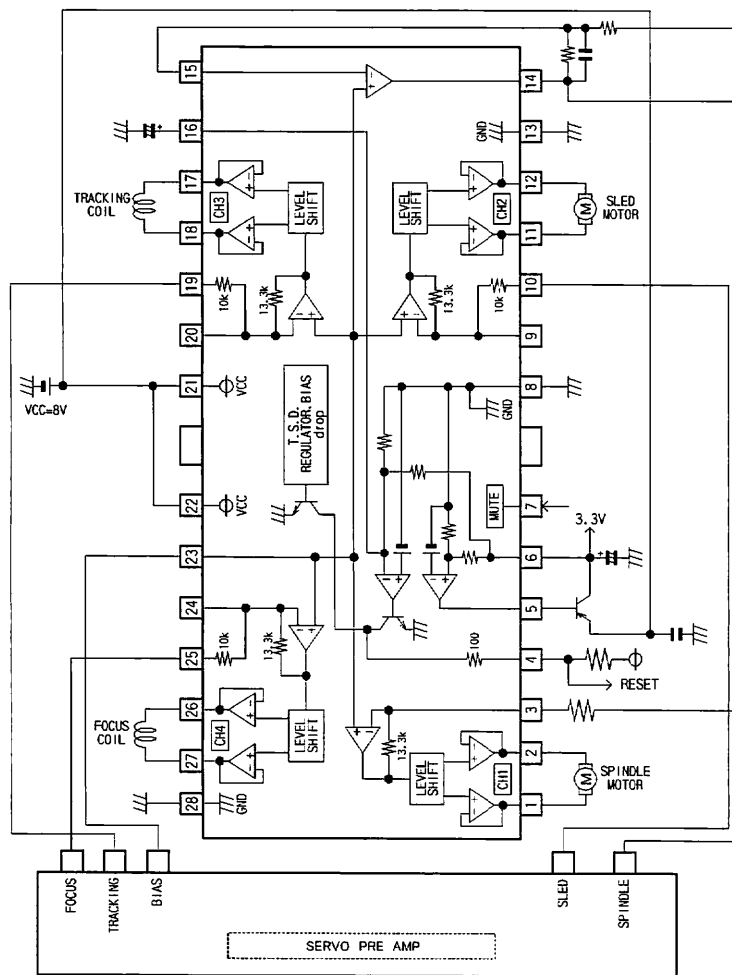 15
14
16
GND
13
17
CH3
LEVEL
SHIFT
LEVEL
SHIFT
CH2
12
TRACKING
COIL
18
11
SLED
MOTOR
M
19
10k
13.3k
13.3k
10k
10
20
9
21
VCC
VCC=8V
T.S.D.
REGULATOR.BIAS
drop
8
GND
22
VCC
MUTE
7
3.3V
23
6
24
5
25
10k
13.3k
100
4
RESET
26
CH4
LEVEL
SHIFT
3
FOCUS
COIL
27
13.3k
LEVEL
SHIFT
CH1
2
28
GND
1
SPINDLE
MOTOR
M
FOCUS
TRACKING
BIAS
SLED
SPINDLE
SERVO PRE AMP